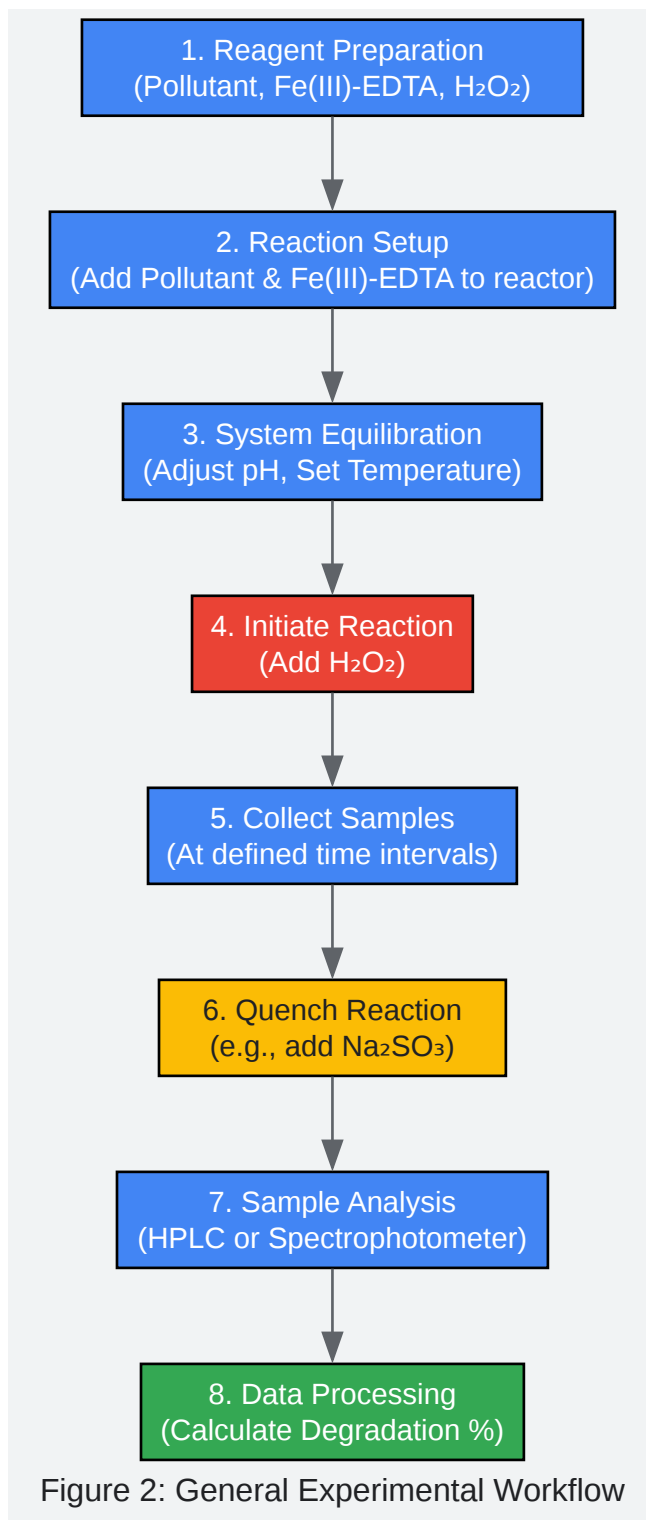 1. Reagent Preparation
(Pollutant, Fe(III)-EDTA, H₂O₂)
2. Reaction Setup
(Add Pollutant & Fe(III)-EDTA to reactor)
3. System Equilibration
(Adjust pH, Set Temperature)
4. Initiate Reaction
(Add H₂O₂)
5. Collect Samples
(At defined time intervals)
6. Quench Reaction
(e.g., add Na₂SO₃)
7. Sample Analysis
(HPLC or Spectrophotometer)
8. Data Processing
(Calculate Degradation %)
Figure 2: General Experimental Workflow